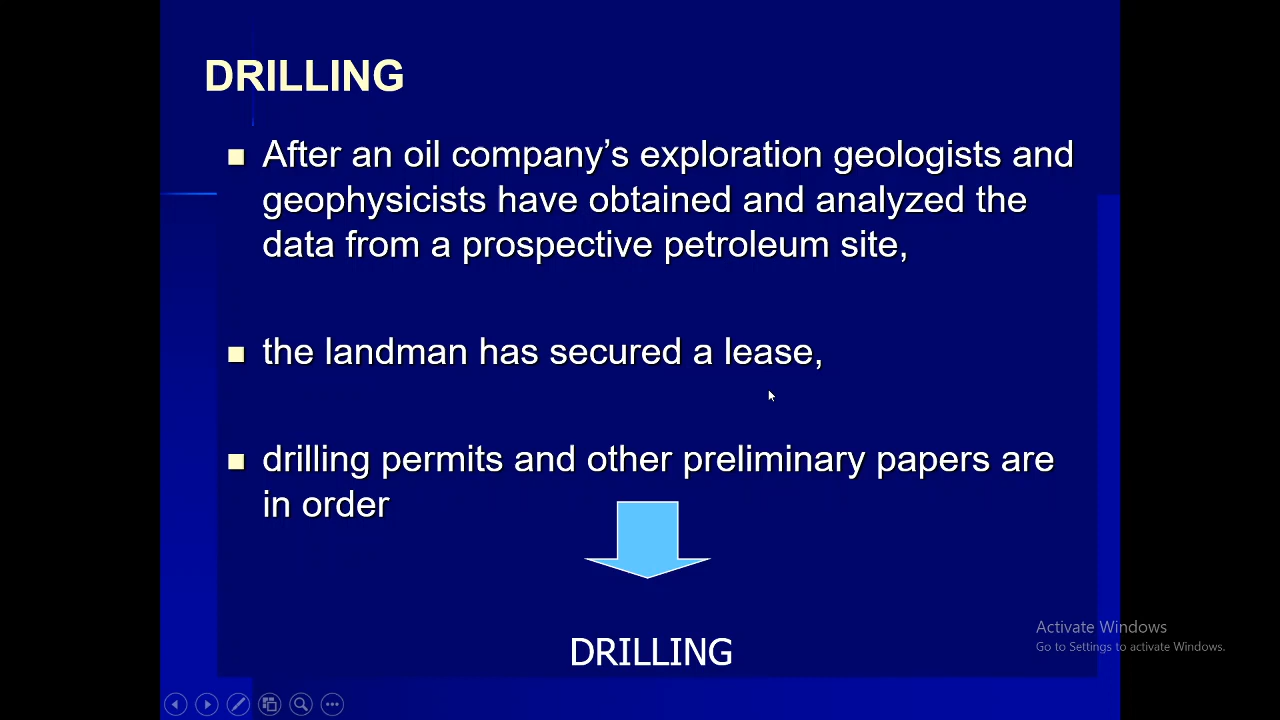 DRILLING
After an oil company’s exploration geologists and
geophysicists have obtained and analyzed the
data from a prospective petroleum site,
the landman has secured a lease,
drilling permits and other preliminary papers are
in order
DRILLING
Activate Windows
Go to Settings to activate Windows.